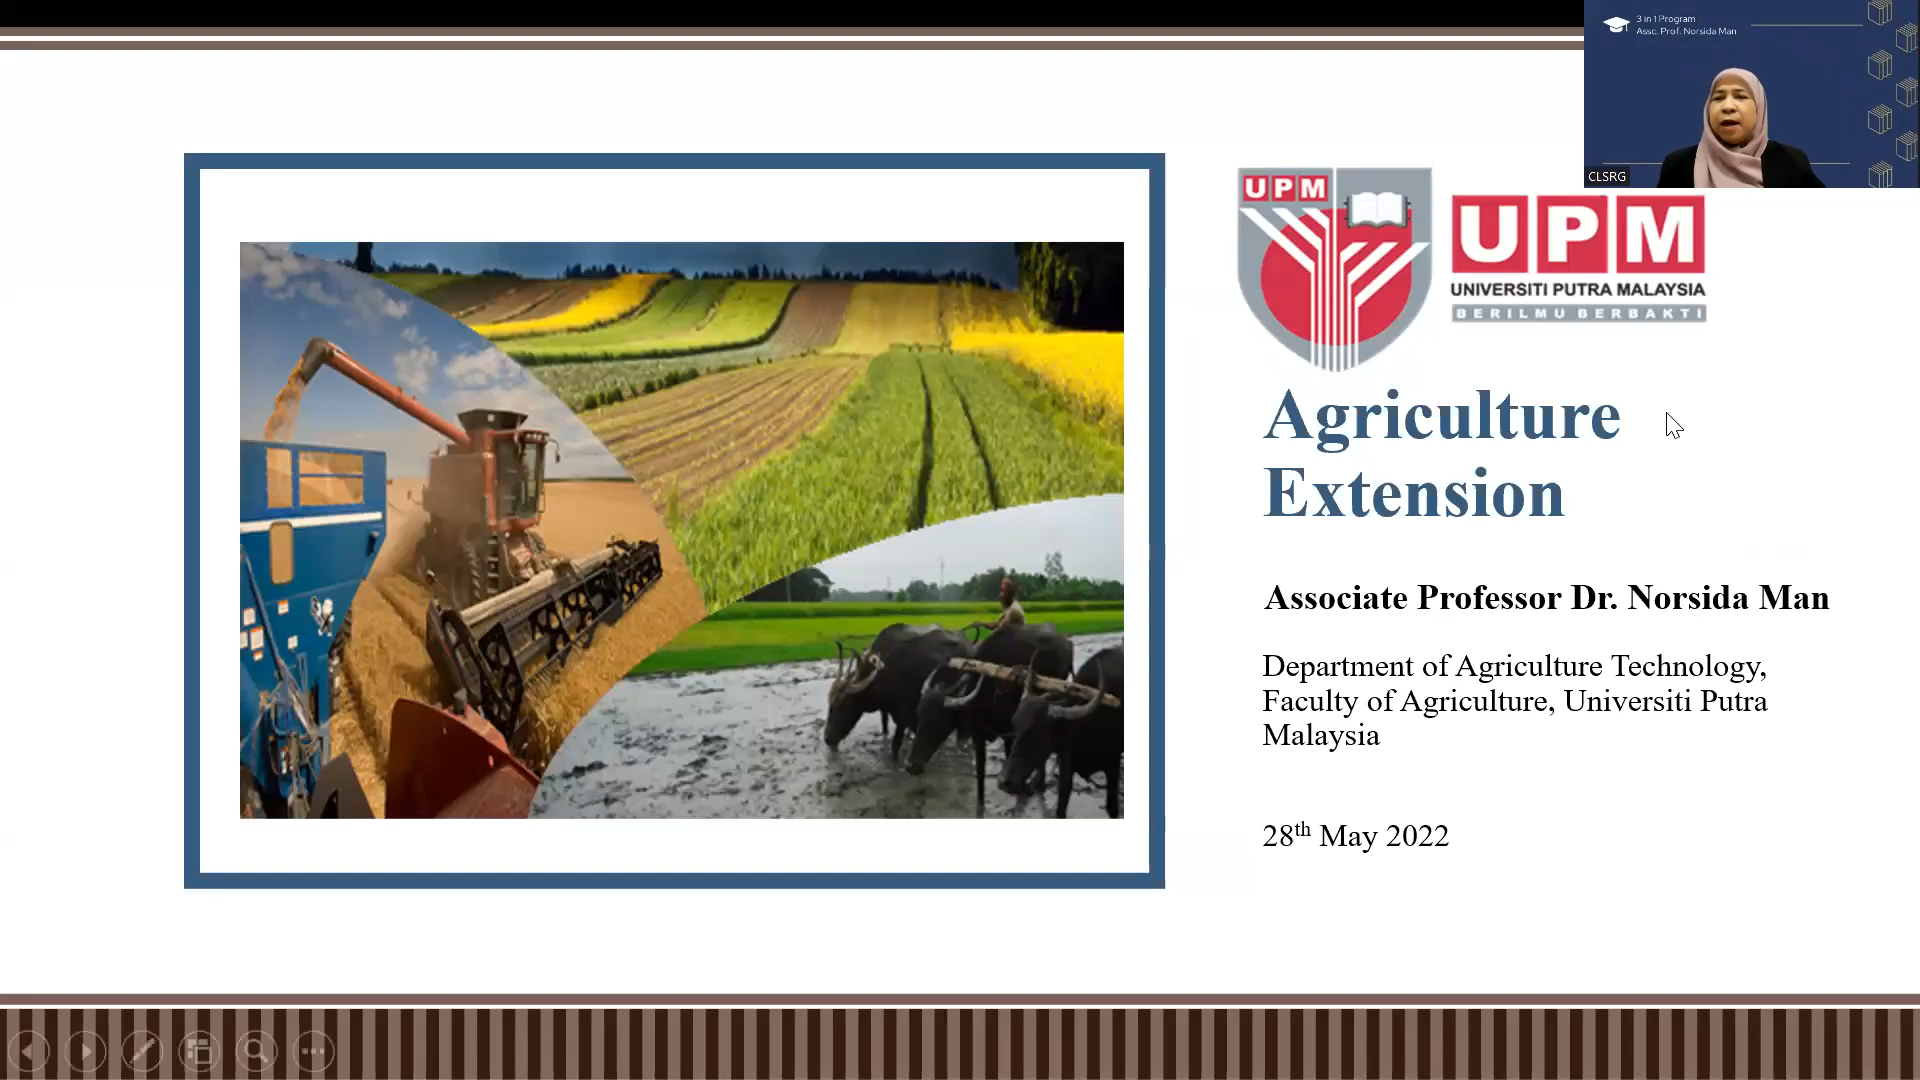 3 in 1 Program
Assc. Prof. Norsida Man
CLSRG
UPM
UPM
UNIVERSITI PUTRA MALAYSIA
BERILMU BERBAKTI
Agriculture
Extension
Associate Professor Dr. Norsida Man
Department of Agriculture Technology,
Faculty of Agriculture, Universiti Putra
Malaysia
28th May 2022